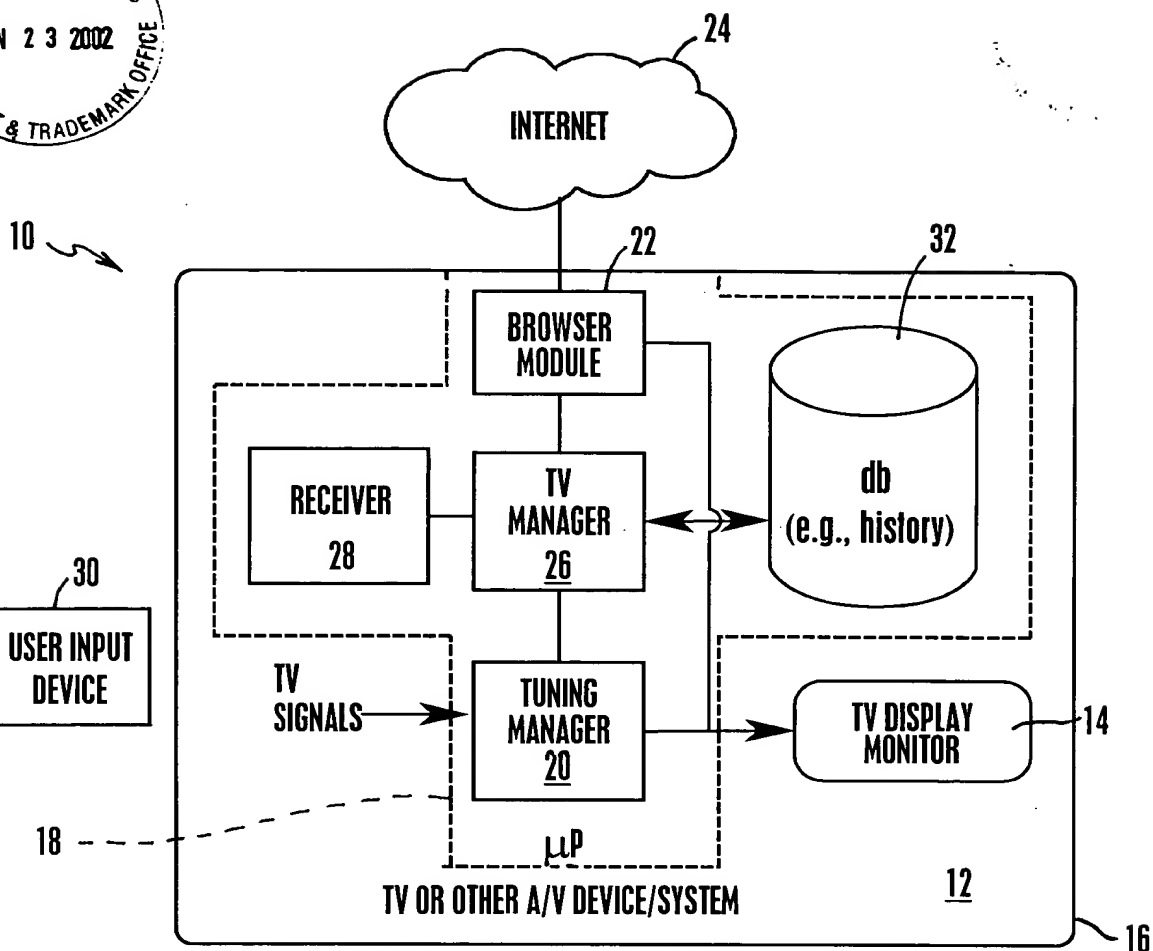 N 2 3 2002
& TRADEMARK OFFICE
24
INTERNET
10
22
32
BROWSER
MODULE
TV
MANAGER
26
RECEIVER
28
db
(e.g., history)
30
USER INPUT
DEVICE
TV
SIGNALS
TUNING
MANAGER
20
TV DISPLAY
MONITOR
14
18
µP
12
TV OR OTHER A/V DEVICE/SYSTEM
16